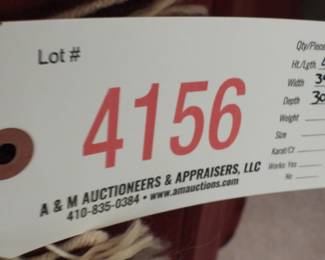 Lot #
4156
A & M AUCTIONEERS & APPRAISERS, LLC
410-835-0384 • www.amauctions.com
Qty/Piece
Ht./Lgth
Width
Depth
Weight
Size
Karat/Ct
Works: Yes
No